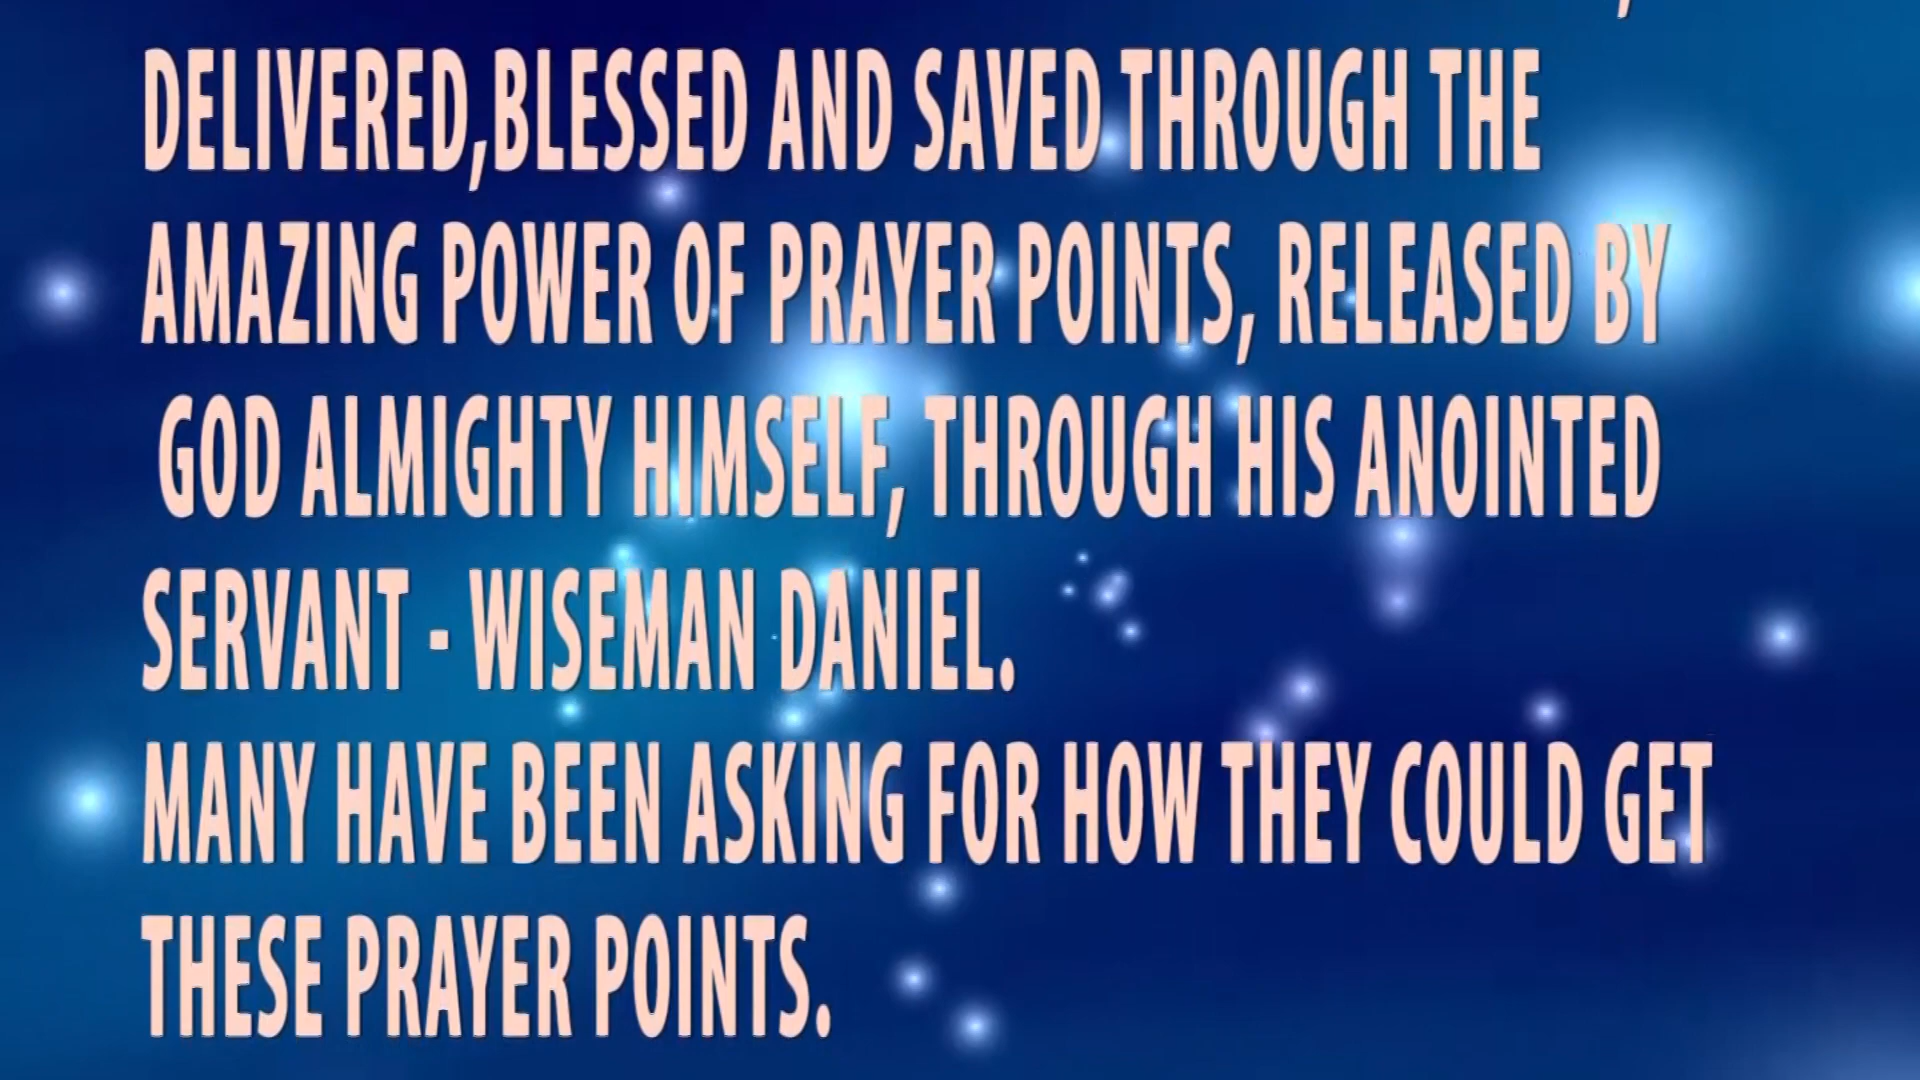 DELIVERED,BLESSED AND SAVED THROUGH THE
AMAZING POWER OF PRAYER POINTS, RELEASED BY
GOD ALMIGHTY HIMSELF, THROUGH HIS ANOINTED
SERVANT - WISEMAN DANIEL.
MANY HAVE BEEN ASKING FOR HOW THEY COULD GET
THESE PRAYER POINTS.